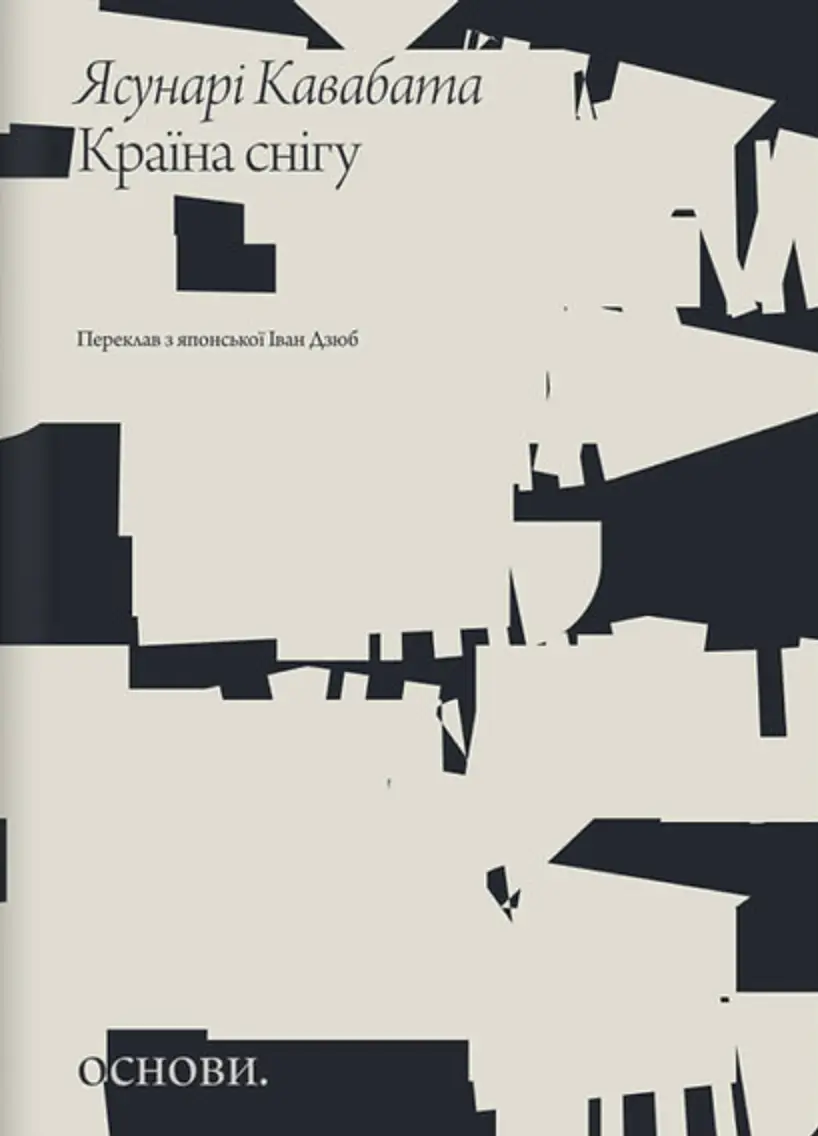 Ясунарі Кавабата
Країна снігу
Переклав з японської Іван Дзюб
основи.